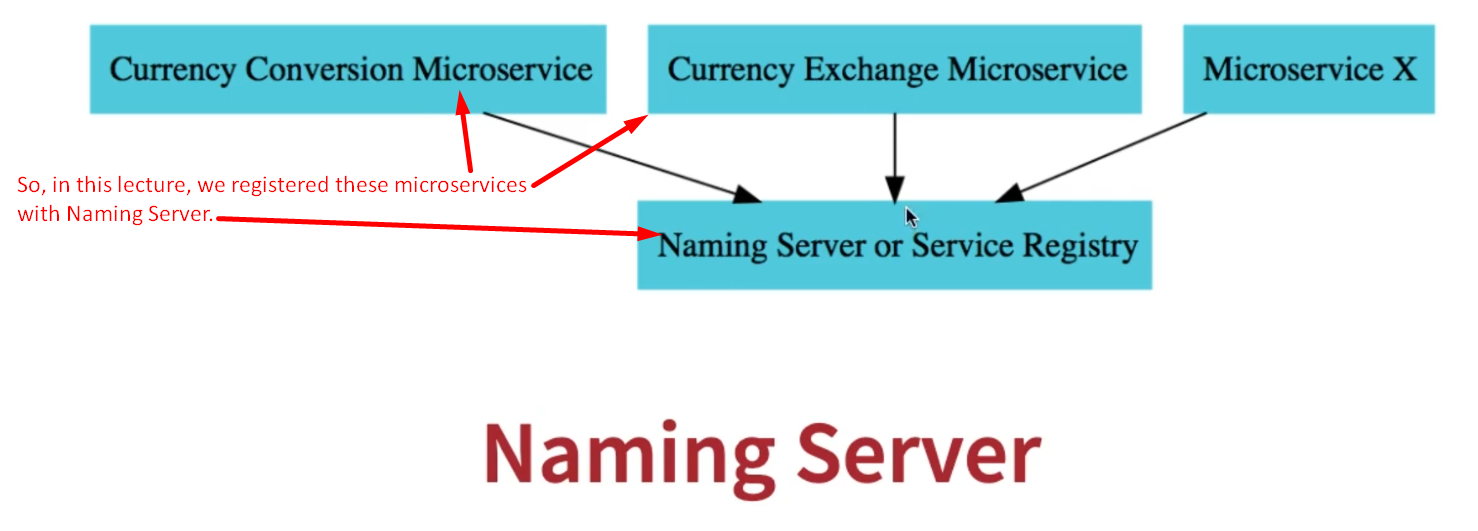 Currency Conversion Microservice
Currency Exchange Microservice
Microservice X
So, in this lecture, we registered these microservices
with Naming Server.
Naming Server or Service Registry
Naming Server